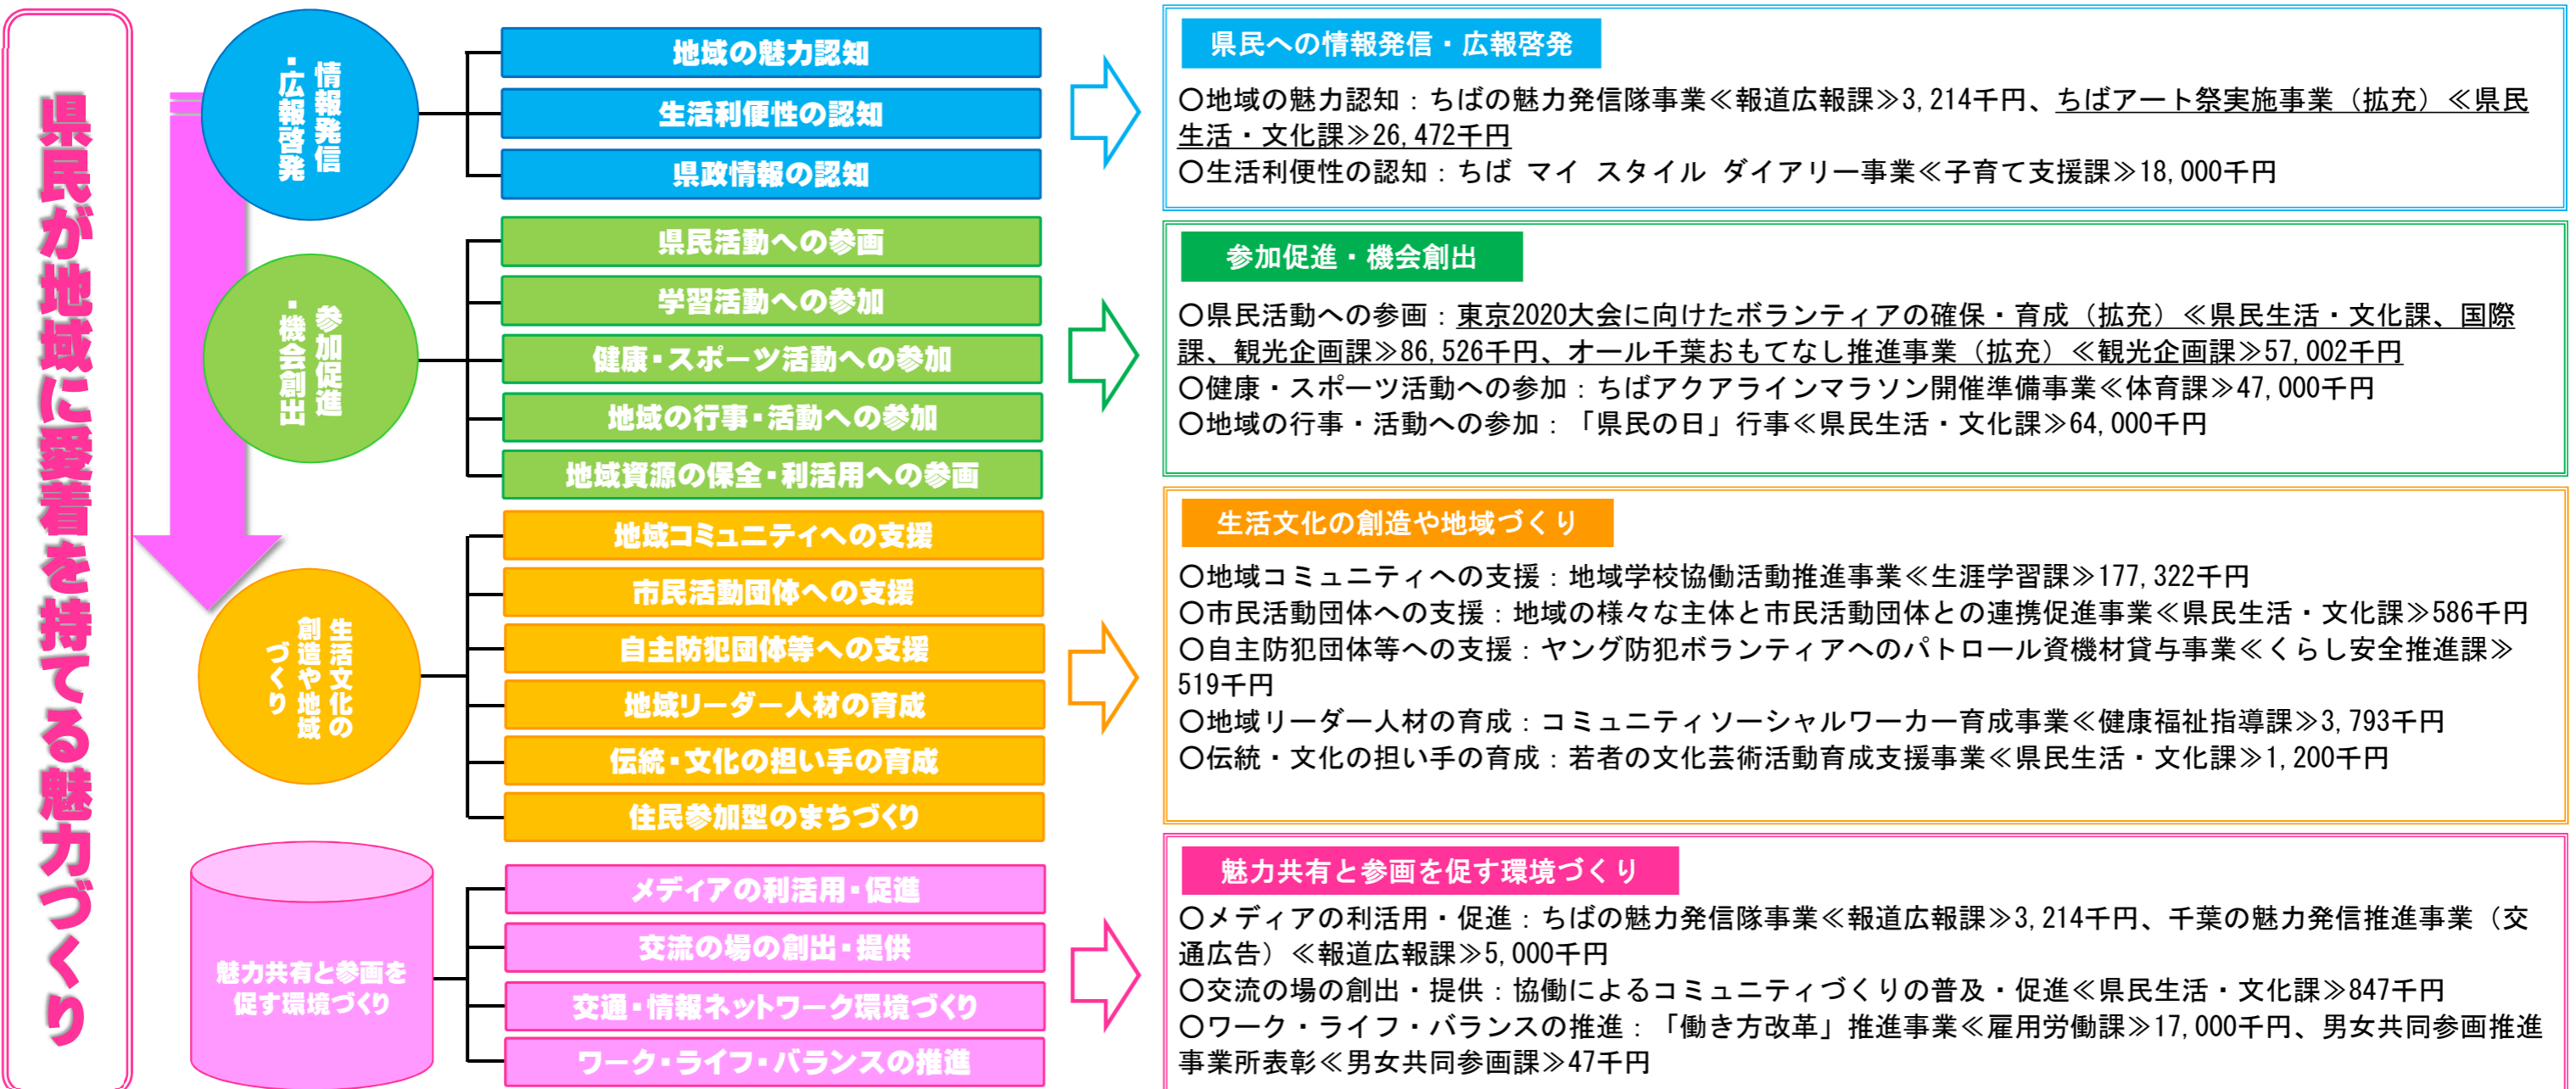 県民が地域に愛着を持てる魅力づくり
情報発信
・広報啓発
地域の魅力認知
生活利便性の認知
県政情報の認知
県民への情報発信・広報啓発
〇地域の魅力認知：ちばの魅力発信隊事業≪報道広報課≫3,214千円、ちばアート祭実施事業（拡充）≪県民
生活・文化課≫26,472千円
〇生活利便性の認知：ちば マイ スタイル ダイアリー事業≪子育て支援課≫18,000千円
参加促進
・機会創出
県民活動への参画
学習活動への参加
健康・スポーツ活動への参加
地域の行事・活動への参加
地域資源の保全・利活用への参画
参加促進・機会創出
〇県民活動への参画：東京2020大会に向けたボランティアの確保・育成（拡充）≪県民生活・文化課、国際
課、観光企画課≫86,526千円、オール千葉おもてなし推進事業（拡充）≪観光企画課≫57,002千円
〇健康・スポーツ活動への参加：ちばアクアラインマラソン開催準備事業≪体育課≫47,000千円
〇地域の行事・活動への参加：「県民の日」行事≪県民生活・文化課≫64,000千円
生活文化の
創造や地域
づくり
地域コミュニティへの支援
市民活動団体への支援
自主防犯団体等への支援
地域リーダー人材の育成
伝統・文化の担い手の育成
住民参加型のまちづくり
生活文化の創造や地域づくり
〇地域コミュニティへの支援：地域学校協働活動推進事業≪生涯学習課≫177,322千円
〇市民活動団体への支援：地域の様々な主体と市民活動団体との連携促進事業≪県民生活・文化課≫586千円
〇自主防犯団体等への支援：ヤング防犯ボランティアへのパトロール資機材貸与事業≪くらし安全推進課≫
519千円
〇地域リーダー人材の育成：コミュニティソーシャルワーカー育成事業≪健康福祉指導課≫3,793千円
〇伝統・文化の担い手の育成：若者の文化芸術活動育成支援事業≪県民生活・文化課≫1,200千円
魅力共有と参画を
促す環境づくり
メディアの利活用・促進
交流の場の創出・提供
交通・情報ネットワーク環境づくり
ワーク・ライフ・バランスの推進
魅力共有と参画を促す環境づくり
〇メディアの利活用・促進：ちばの魅力発信隊事業≪報道広報課≫3,214千円、千葉の魅力発信推進事業（交
通広告）≪報道広報課≫5,000千円
〇交流の場の創出・提供：協働によるコミュニティづくりの普及・促進≪県民生活・文化課≫847千円
〇ワーク・ライフ・バランスの推進：「働き方改革」推進事業≪雇用労働課≫17,000千円、男女共同参画推進
事業所表彰≪男女共同参画課≫47千円